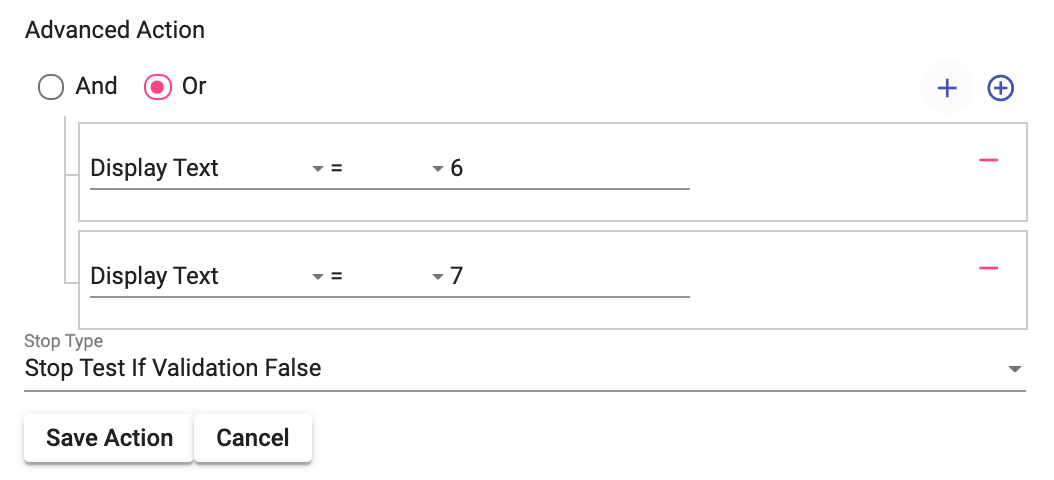 Advanced Action
And Or
Display Text = 6
Display Text = 7
Stop Type
Stop Test If Validation False
Save Action Cancel